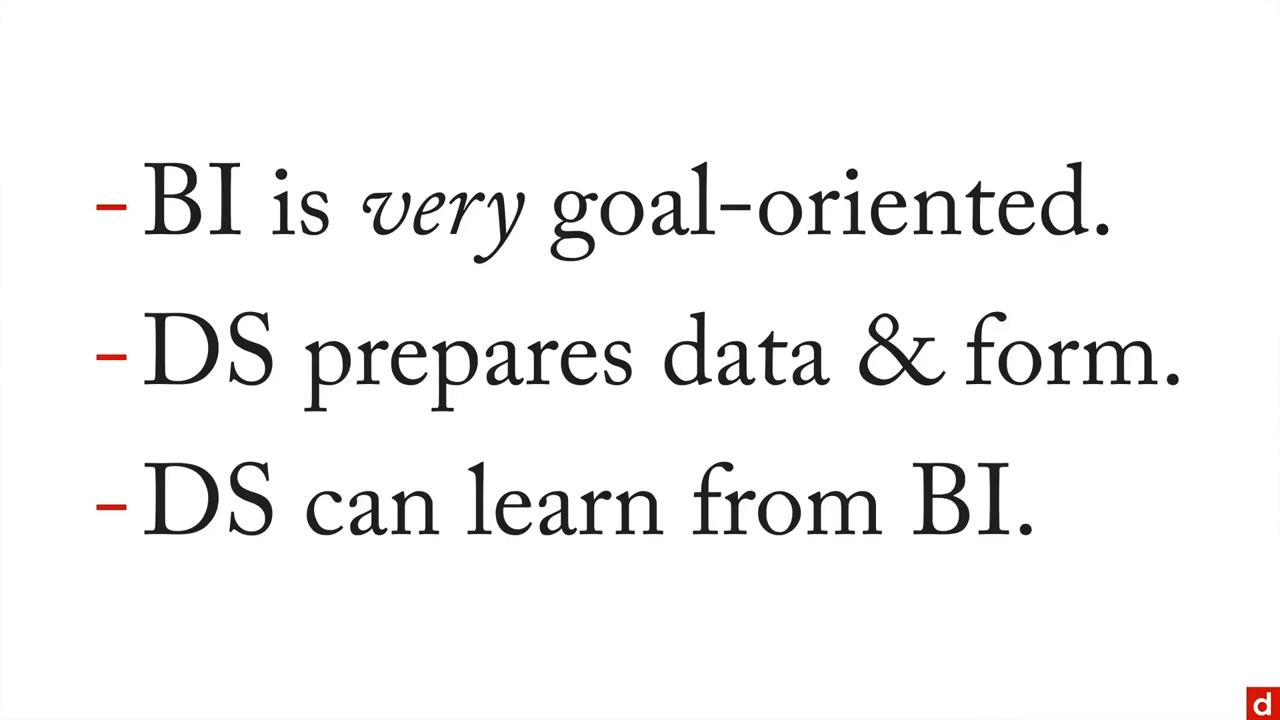 - BI is very goal-oriented.
- DS prepares data & form.
- DS can learn from BI.
d